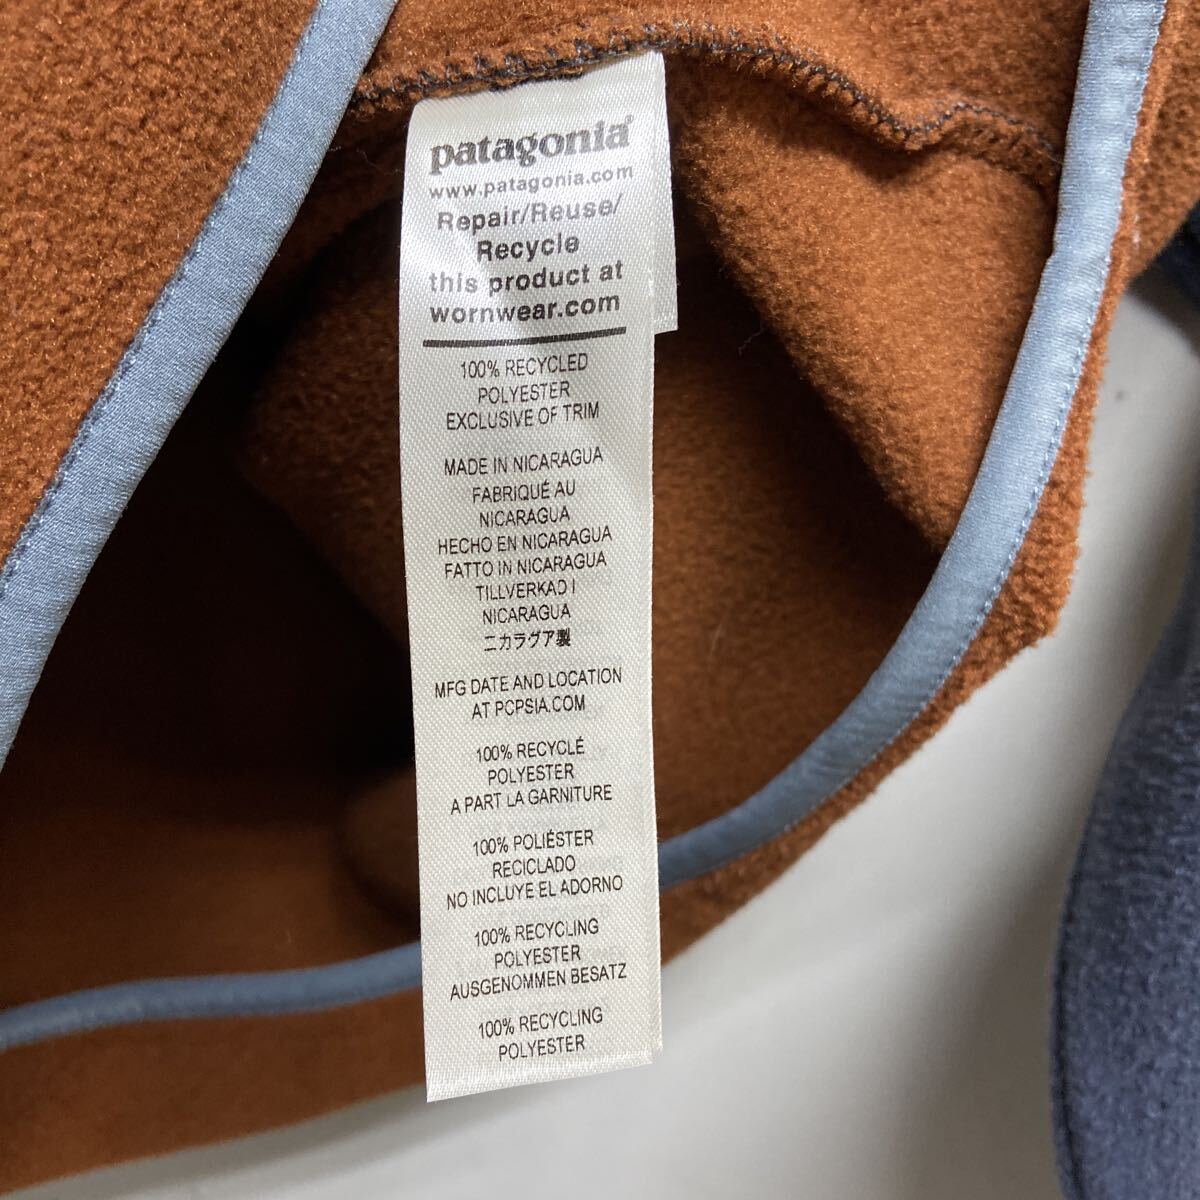 patagonia®
www.patagonia.com
Repair/Reuse/
Recycle
this product at
wornwear.com
100% RECYCLED
POLYESTER
EXCLUSIVE OF TRIM
MADE IN NICARAGUA
FABRIQUÉ AU
NICARAGUA
HECHO EN NICARAGUA
FATTO IN NICARAGUA
TILLVERKAD I
NICARAGUA
ニカラグア製
MFG DATE AND LOCATION
AT PCPSIA.COM
100% RECYCLÉ
POLYESTER
A PART LA GARNITURE
100% POLIÉSTER
RECICLADO
NO INCLUYE EL ADORNO
100% RECYCLING
POLYESTER
AUSGENOMMEN BESATZ
100% RECYCLING
POLYESTER